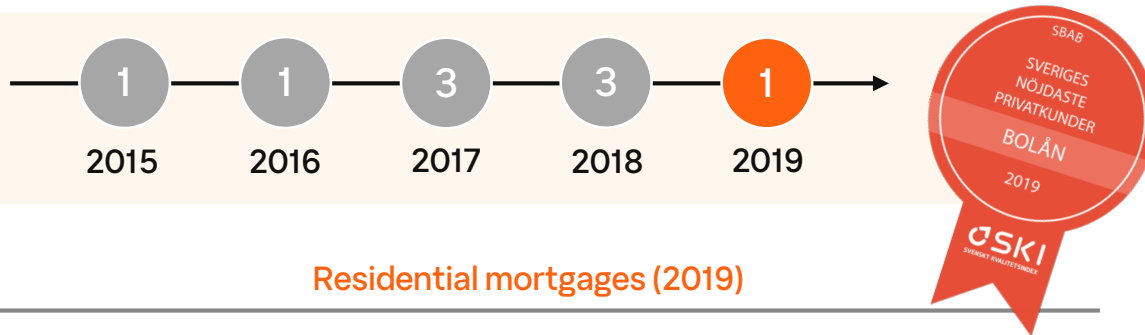 1 1 3 3 1
2015 2016 2017 2018 2019
SBAB
SVERIGES
NÖJDASTE
PRIVATKUNDER
BOLÅN
2019
SKI
SVENSKT KVALITETSINDEX
Residential mortgages (2019)